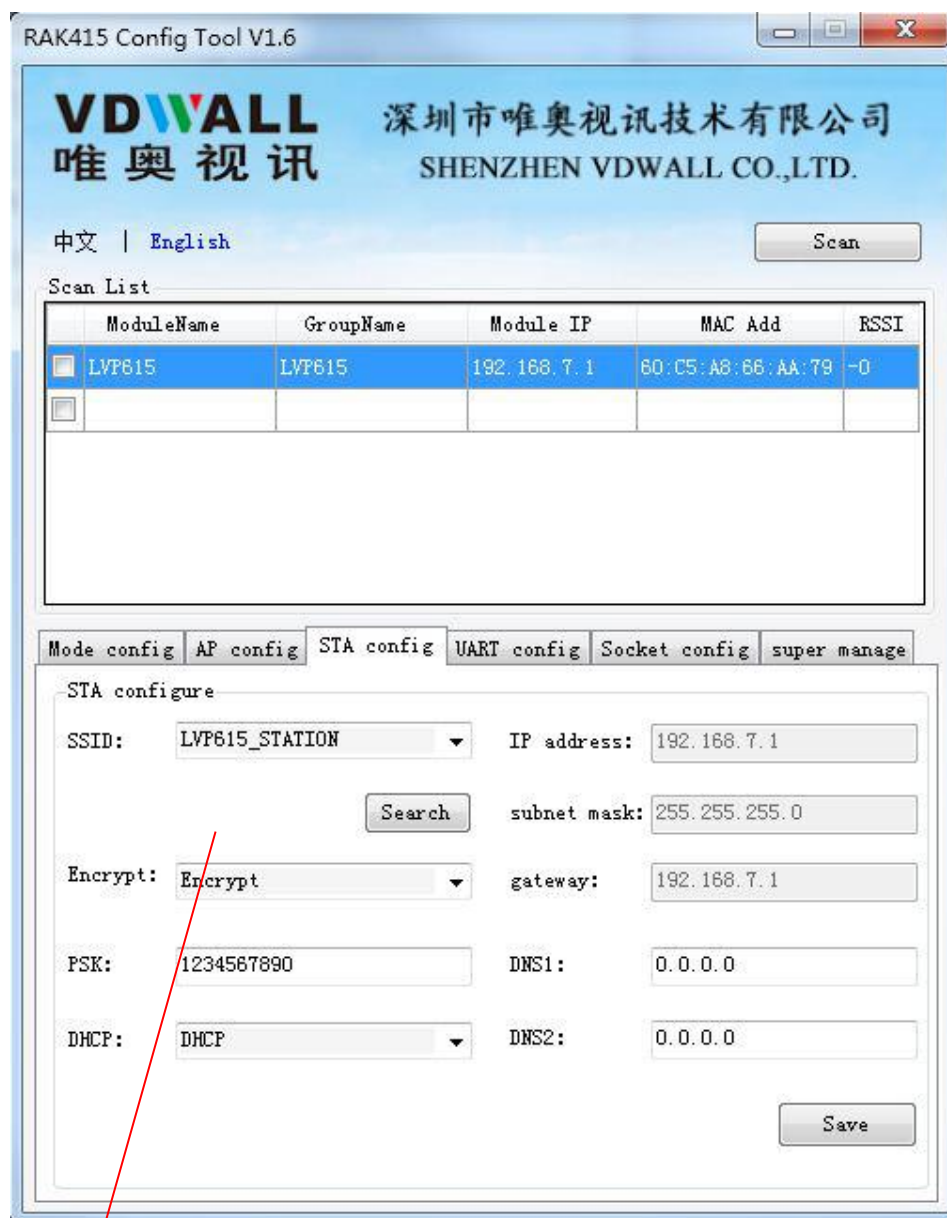 RAK415 Config Tool V1.6
VDWALL 深圳市唯奥视讯技术有限公司
唯奥视讯 SHENZHEN VDWALL CO.,LTD.
中文 | English Scan
Scan List
ModuleName GroupName Module IP MAC Add RSSI
LVP615 LVP615 192.168.7.1 60:C5:A8:66:AA:79 -0
Mode config AP config STA config UART config Socket config super manage
STA configure
SSID: LVP615_STATION IP address: 192.168.7.1
Search subnet mask: 255.255.255.0
Encrypt: Encrypt gateway: 192.168.7.1
PSK: 1234567890 DNS1: 0.0.0.0
DHCP: DHCP DNS2: 0.0.0.0
Save